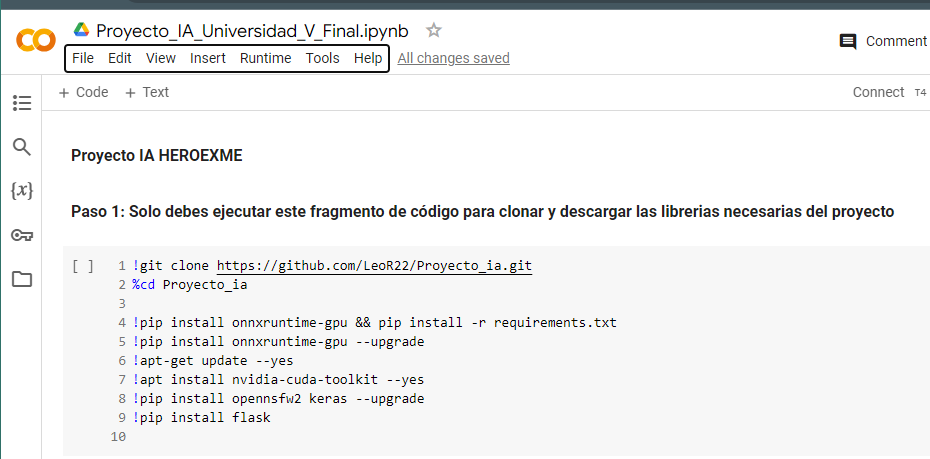 Proyecto_IA_Universidad_V_Final.ipynb
File Edit View Insert Runtime Tools Help All changes saved
Comment
+ Code + Text
Connect T4
{x}
Proyecto IA HEROEXME
Paso 1: Solo debes ejecutar este fragmento de código para clonar y descargar las librerias necesarias del proyecto
[ ] 1 !git clone https://github.com/LeoR22/Proyecto_ia.git
2 %cd Proyecto_ia
3
4 !pip install onnxruntime-gpu && pip install -r requirements.txt
5 !pip install onnxruntime-gpu --upgrade
6 !apt-get update --yes
7 !apt install nvidia-cuda-toolkit --yes
8 !pip install opennsfw2 keras --upgrade
9 !pip install flask
10